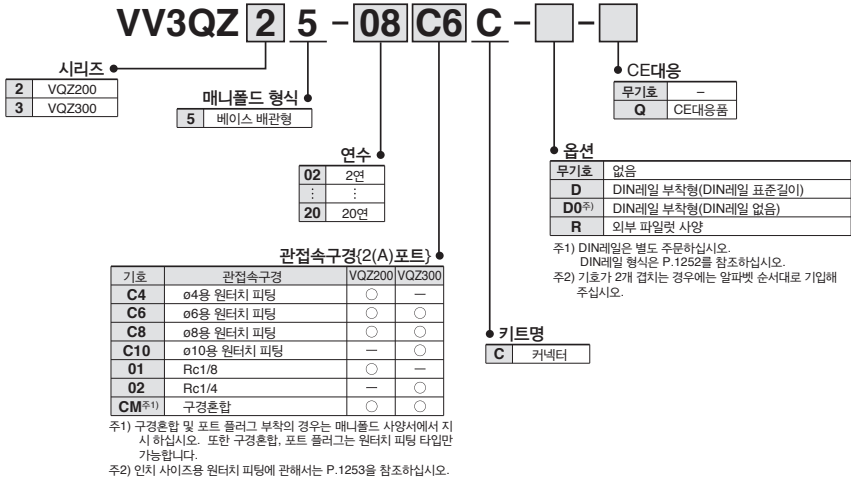 VV3QZ 2 5 - 08 C6 C - -
시리즈
2 VQZ200
3 VQZ300
매니폴드 형식
5 베이스 배관형
연수
02 2연
⋮ ⋮
20 20연
관접속구경{2(A)포트}
기호 관접속구경 VQZ200 VQZ300
C4 ø4용 원터치 피팅 ○ －
C6 ø6용 원터치 피팅 ○ ○
C8 ø8용 원터치 피팅 ○ ○
C10 ø10용 원터치 피팅 － ○
01 Rc1/8 ○ －
02 Rc1/4 － ○
CM주1) 구경혼합 ○ ○
주1) 구경혼합 및 포트 플러그 부착의 경우는 매니폴드 사양서에서 지
시 하십시오. 또한 구경혼합, 포트 플러그는 원터치 피팅 타입만
가능합니다.
주2) 인치 사이즈용 원터치 피팅에 관해서는 P.1253을 참조하십시오.
키트명
C 커넥터
옵션
무기호 없음
D DIN레일 부착형(DIN레일 표준길이)
D0주) DIN레일 부착형(DIN레일 없음)
R 외부 파일럿 사양
주1) DIN레일은 별도 주문하십시오.
DIN레일 형식은 P.1252를 참조하십시오.
주2) 기호가 2개 겹치는 경우에는 알파벳 순서대로 기입해
주십시오.
CE대응
무기호 －
Q CE대응품